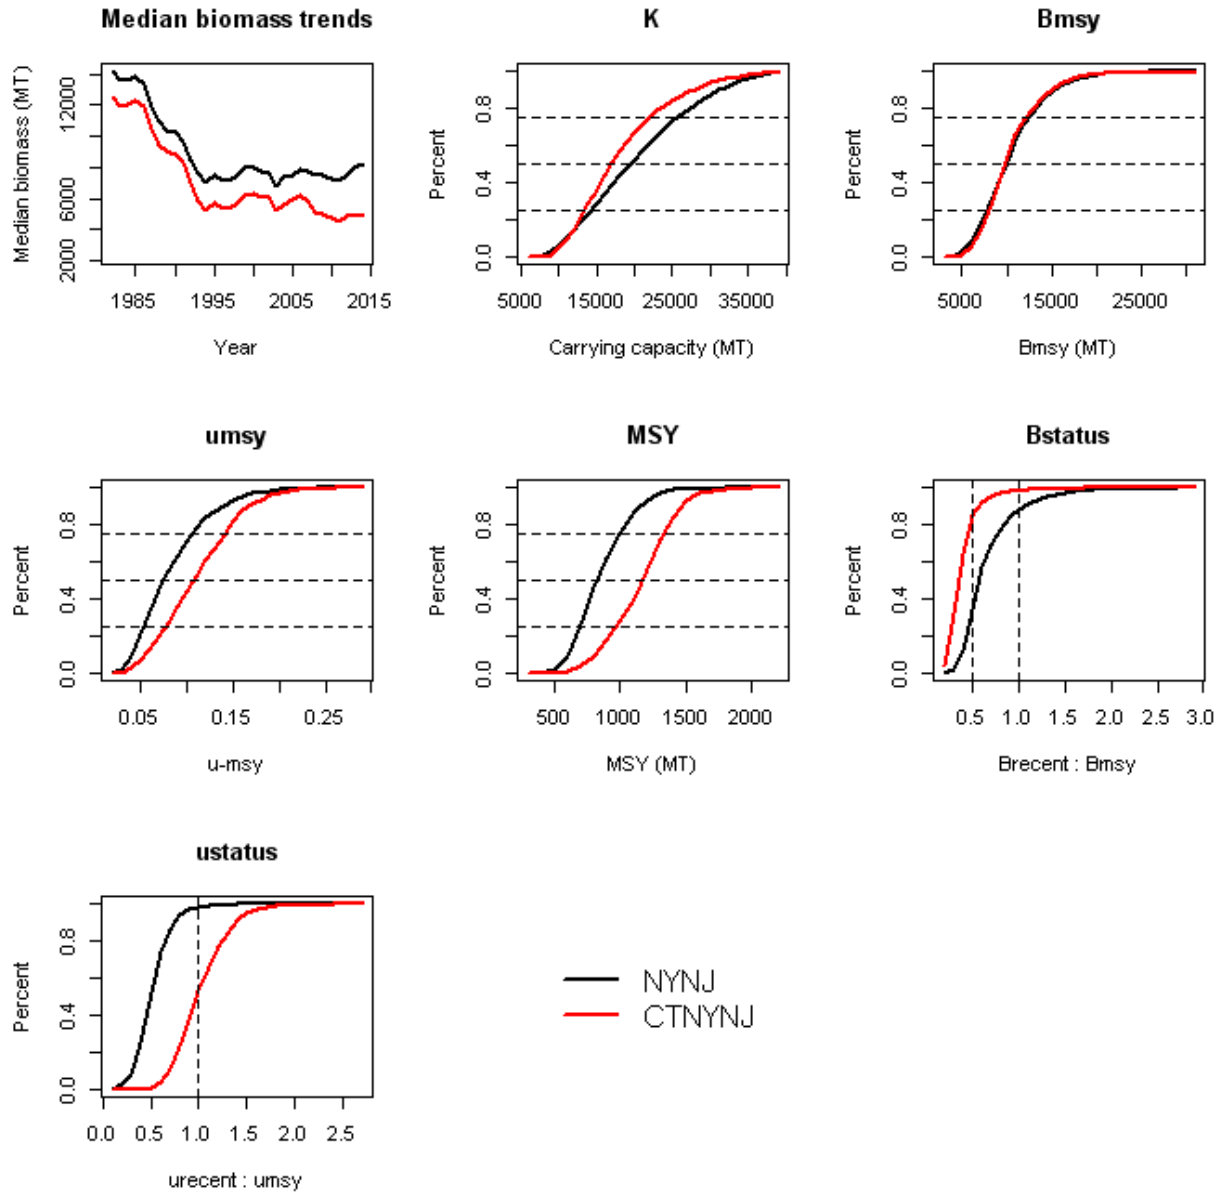 Median biomass trends
Median biomass (MT)
2000 6000 12000
1985 1995 2005 2015
Year
K
Percent
0.0 0.4 0.8
5000 15000 25000 35000
Carrying capacity (MT)
Bmsy
Percent
0.0 0.4 0.8
5000 15000 25000
Bmsy (MT)
umsy
Percent
0.0 0.4 0.8
0.05 0.15 0.25
u-msy
MSY
Percent
0.0 0.4 0.8
500 1000 1500 2000
MSY (MT)
Bstatus
Percent
0.0 0.4 0.8
0.5 1.0 1.5 2.0 2.5 3.0
Brecent : Bmsy
ustatus
Percent
0.0 0.4 0.8
0.0 0.5 1.0 1.5 2.0 2.5
urecent : umsy
NYNJ
CTNYNJ